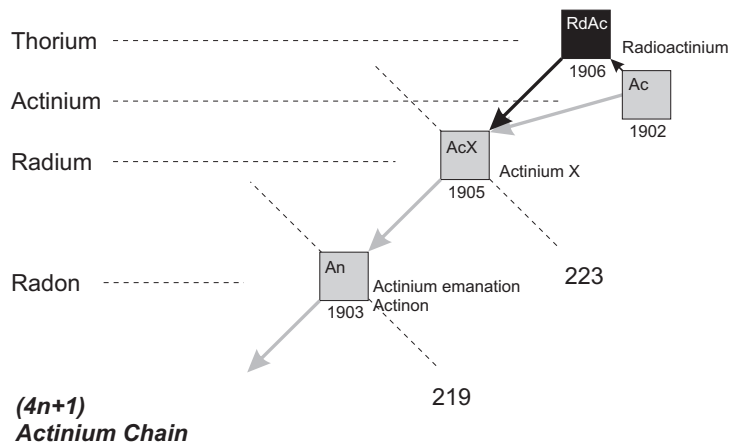 RdAc
Thorium
Radioactinium
1906
Ac
Actinium
1902
AcX
Radium
Actinium X
1905
An
223
Radon
Actinium emanation
Actinon
1903
219
(4n+1)
Actinium Chain